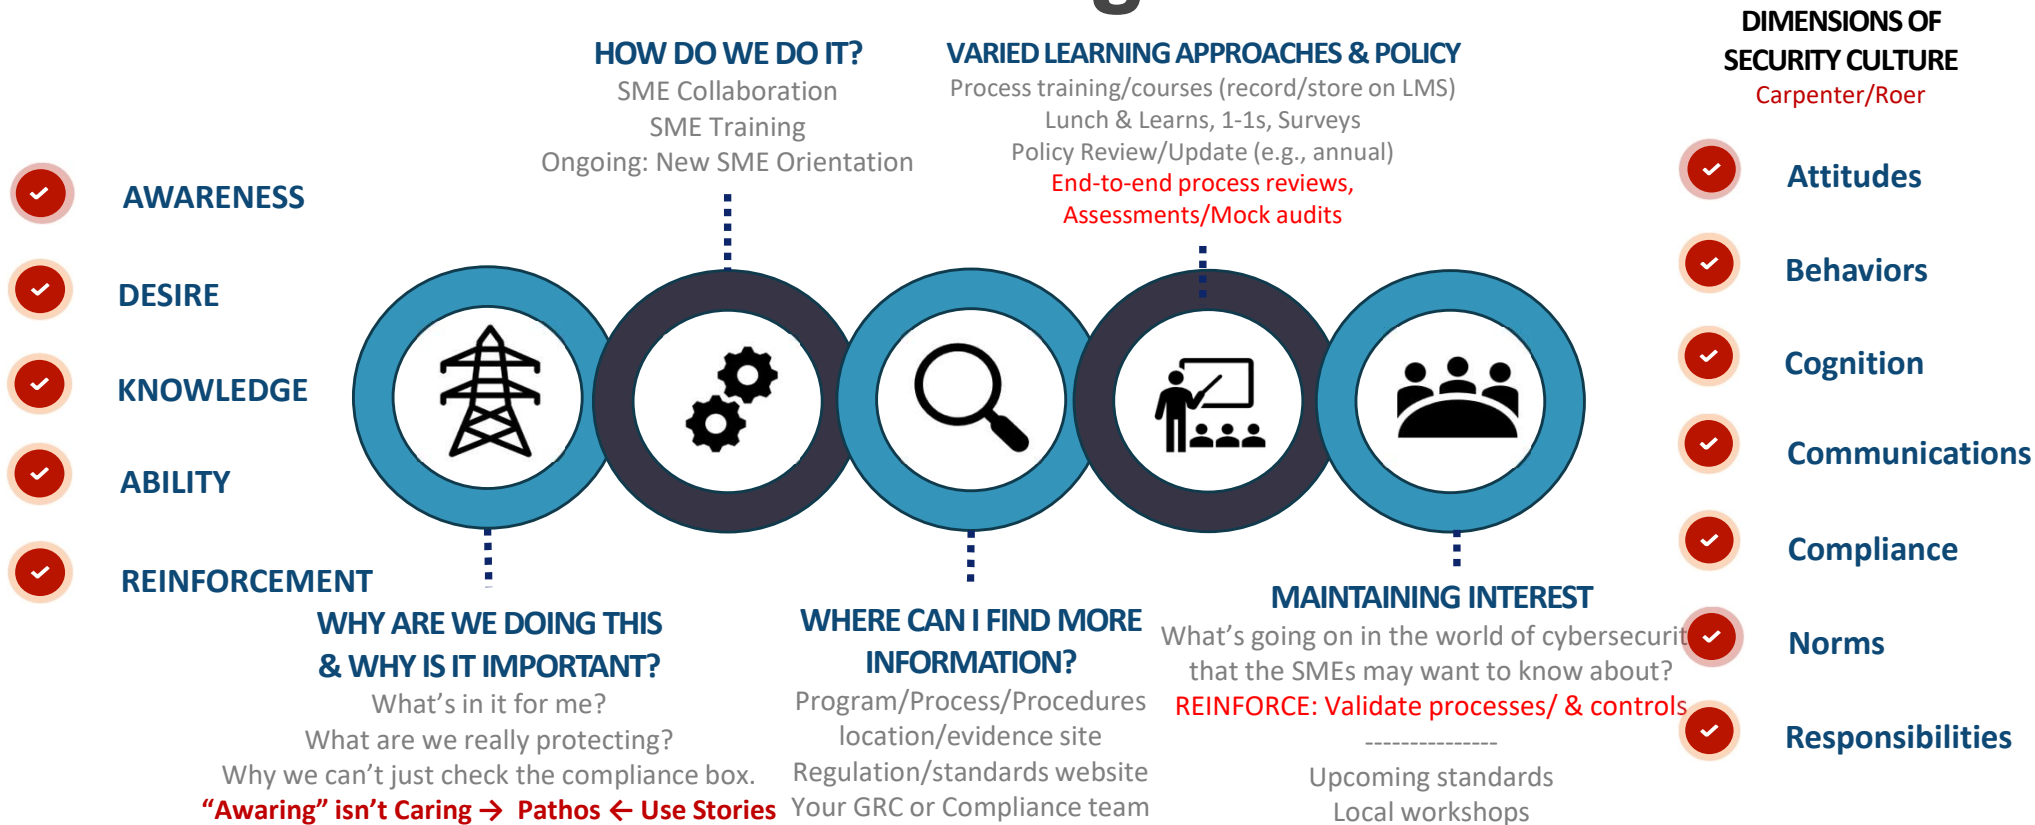 AWARENESS
DESIRE
KNOWLEDGE
ABILITY
REINFORCEMENT
HOW DO WE DO IT?
SME Collaboration
SME Training
Ongoing: New SME Orientation
VARIED LEARNING APPROACHES & POLICY
Process training/courses (record/store on LMS)
Lunch & Learns, 1-1s, Surveys
Policy Review/Update (e.g., annual)
End-to-end process reviews,
Assessments/Mock audits
WHY ARE WE DOING THIS
& WHY IS IT IMPORTANT?
What's in it for me?
What are we really protecting?
Why we can't just check the compliance box.
“Awaring” isn't Caring → Pathos ← Use Stories
WHERE CAN I FIND MORE
INFORMATION?
Program/Process/Procedures
location/evidence site
Regulation/standards website
Your GRC or Compliance team
MAINTAINING INTEREST
What's going on in the world of cybersecurit
that the SMEs may want to know about?
REINFORCE: Validate processes/ & controls
---------------
Upcoming standards
Local workshops
DIMENSIONS OF
SECURITY CULTURE
Carpenter/Roer
Attitudes
Behaviors
Cognition
Communications
Compliance
Norms
Responsibilities